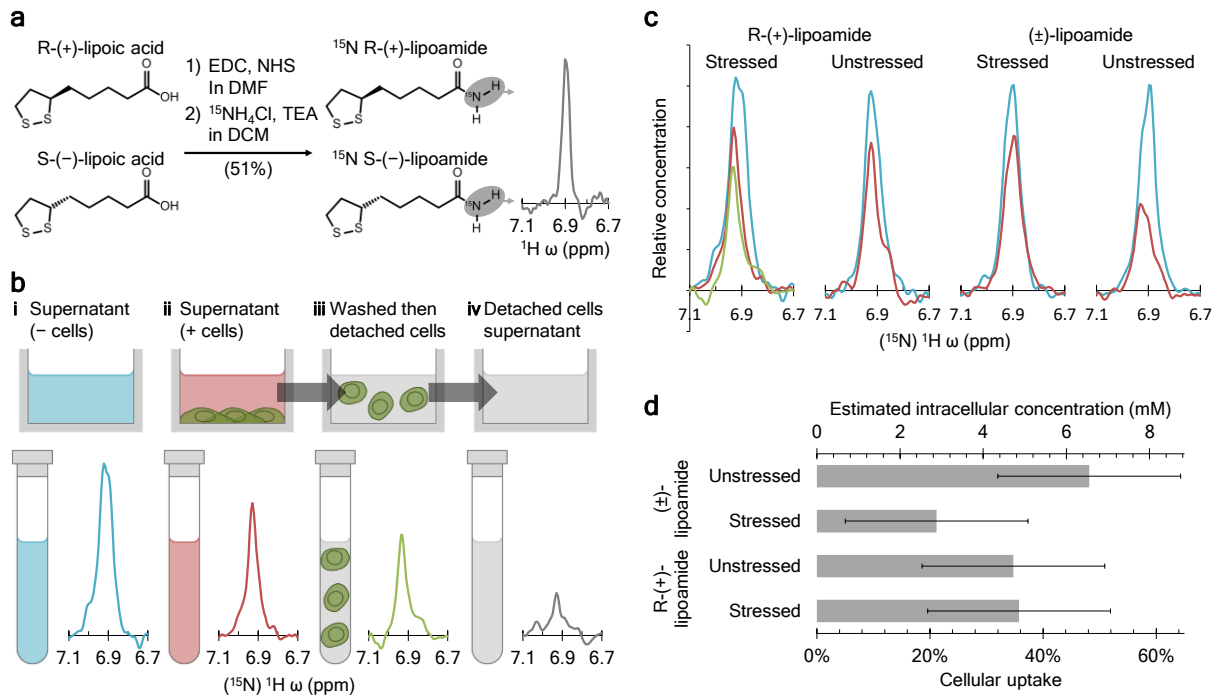 a
R-(+)-lipoic acid
O
OH
S
S
S-(−)-lipoic acid
O
OH
S
S
1) EDC, NHS
In DMF
2) ¹⁵NH₄Cl, TEA
in DCM
(51%)
¹⁵N R-(+)-lipoamide
O
¹⁵N
H
H
S
S
¹⁵N S-(−)-lipoamide
O
¹⁵N
H
H
S
S
7.1 6.9 6.7
¹H ω (ppm)
b
i Supernatant
(− cells)
ii Supernatant
(+ cells)
iii Washed then
detached cells
iv Detached cells
supernatant
7.1 6.9 6.7
7.1 6.9 6.7
7.1 6.9 6.7
7.1 6.9 6.7
(¹⁵N) ¹H ω (ppm)
c
R-(+)-lipoamide
(±)-lipoamide
Stressed
Unstressed
Stressed
Unstressed
Relative concentration
7.1 6.9 6.7
7.1 6.9 6.7
7.1 6.9 6.7
7.1 6.9 6.7
(¹⁵N) ¹H ω (ppm)
d
Estimated intracellular concentration (mM)
0 2 4 6 8
(±)-
lipoamide
Unstressed
Stressed
R-(+)-
lipoamide
Unstressed
Stressed
0% 20% 40% 60%
Cellular uptake